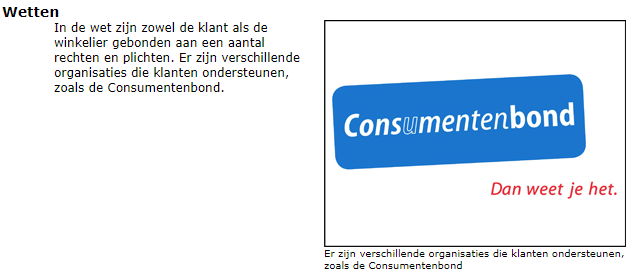 Wetten
In de wet zijn zowel de klant als de
winkelier gebonden aan een aantal
rechten en plichten. Er zijn verschillende
organisaties die klanten ondersteunen,
zoals de Consumentenbond.
Consumentenbond
Dan weet je het.
Er zijn verschillende organisaties die klanten ondersteunen,
zoals de Consumentenbond